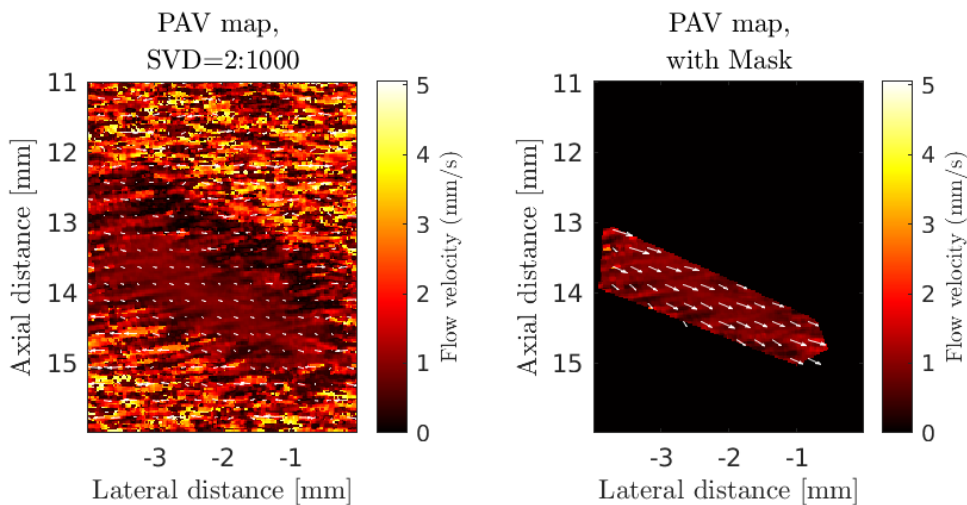 PAV map,
SVD=2:1000
11
12
13
14
15
Axial distance [mm]
-3
-2
-1
Lateral distance [mm]
5
4
3
2
1
0
Flow velocity (mm/s)
PAV map,
with Mask
11
12
13
14
15
Axial distance [mm]
-3
-2
-1
Lateral distance [mm]
5
4
3
2
1
0
Flow velocity (mm/s)